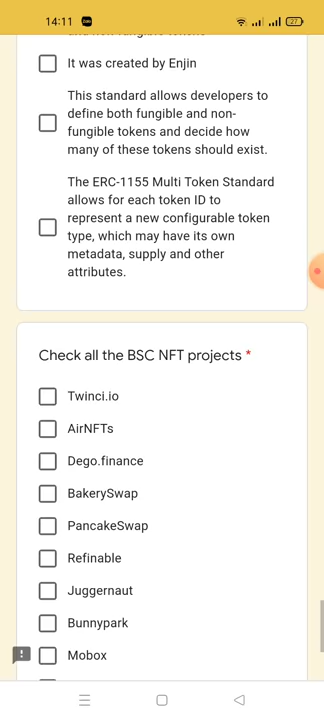 14:11
27
It was created by Enjin
This standard allows developers to
define both fungible and non-
fungible tokens and decide how
many of these tokens should exist.
The ERC-1155 Multi Token Standard
allows for each token ID to
represent a new configurable token
type, which may have its own
metadata, supply and other
attributes.
Check all the BSC NFT projects *
Twinci.io
AirNFTs
Dego.finance
BakerySwap
PancakeSwap
Refinable
Juggernaut
Bunnypark
Mobox